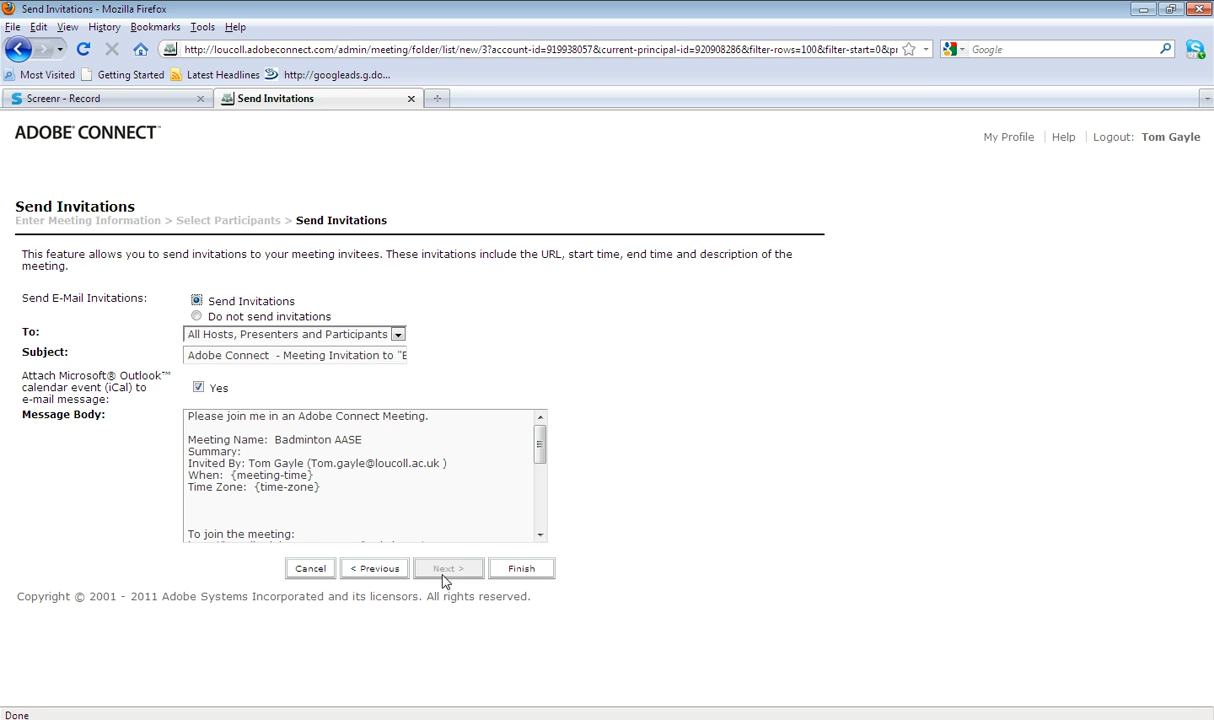 Send Invitations - Mozilla Firefox
File Edit View History Bookmarks Tools Help
http://loucoll.adobeconnect.com/admin/meeting/folder/list/new/3?account-id=919938057&current-principal-id=920908286&filter-rows=100&filter-start=0&p Google
Most Visited Getting Started Latest Headlines http://googleads.g.do...
Screenr - Record Send Invitations
ADOBE® CONNECT™
My Profile Help Logout: Tom Gayle
Send Invitations
Enter Meeting Information > Select Participants > Send Invitations
This feature allows you to send invitations to your meeting invitees. These invitations include the URL, start time, end time and description of the
meeting.
Send E-Mail Invitations: Send Invitations
Do not send invitations
To: All Hosts, Presenters and Participants
Subject: Adobe Connect - Meeting Invitation to "E
Attach Microsoft® Outlook™
calendar event (iCal) to Yes
e-mail message:
Message Body: Please join me in an Adobe Connect Meeting.
Meeting Name: Badminton AASE
Summary:
Invited By: Tom Gayle (Tom.gayle@loucoll.ac.uk )
When: {meeting-time}
Time Zone: {time-zone}
To join the meeting:
Cancel < Previous Next > Finish
Copyright © 2001 - 2011 Adobe Systems Incorporated and its licensors. All rights reserved.
Done